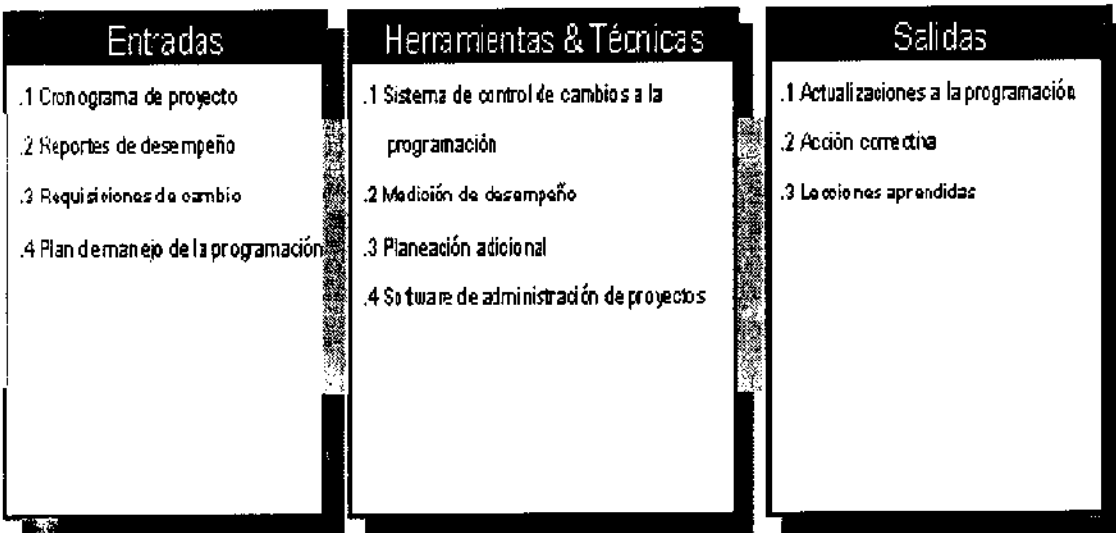 Entradas
.1 Cronograma de proyecto
.2 Reportes de desempeño
.3 Requisiciones de cambio
.4 Plan de manejo de la programación
Herramientas & Técnicas
.1 Sistema de control de cambios a la
programación
.2 Medición de desempeño
.3 Planeación adicional
.4 Software de administración de proyectos
Salidas
.1 Actualizaciones a la programación
.2 Acción correctiva
.3 Lecciones aprendidas